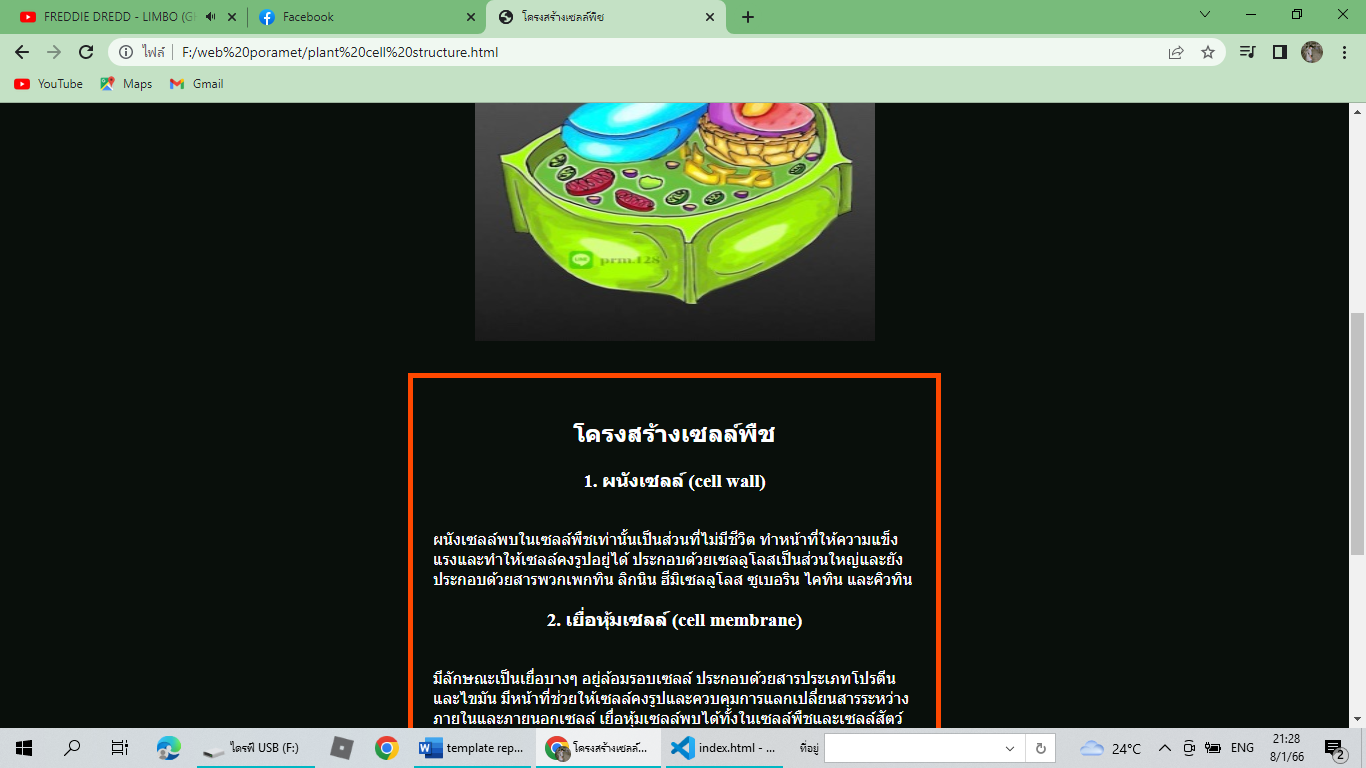 FREDDIE DREDD - LIMBO (G
Facebook
โครงสร้างเซลล์พืช
ไฟล์
F:/web%20poramet/plant%20cell%20structure.html
YouTube
Maps
Gmail
prm.128
โครงสร้างเซลล์พืช
1. ผนังเซลล์ (cell wall)
ผนังเซลล์พบในเซลล์พืชเท่านั้นเป็นส่วนที่ไม่มีชีวิต ทำหน้าที่ให้ความแข็ง
แรงและทำให้เซลล์คงรูปอยู่ได้ ประกอบด้วยเซลลูโลสเป็นส่วนใหญ่และยัง
ประกอบด้วยสารพวกเพกทิน ลิกนิน ฮีมิเซลลูโลส ซูเบอริน ไคทิน และคิวทิน
2. เยื่อหุ้มเซลล์ (cell membrane)
มีลักษณะเป็นเยื่อบางๆ อยู่ล้อมรอบเซลล์ ประกอบด้วยสารประเภทโปรตีน
และไขมัน มีหน้าที่ช่วยให้เซลล์คงรูปและควบคุมการแลกเปลี่ยนสารระหว่าง
ภายในและภายนอกเซลล์ เยื่อหุ้มเซลล์พบได้ทั้งในเซลล์พืชและเซลล์สัตว์
ไดรฟ์ USB (F:)
template rep...
โครงสร้างเซลล์...
index.html - ...
ที่อยู่
24°C
ENG
21:28
8/1/66
2